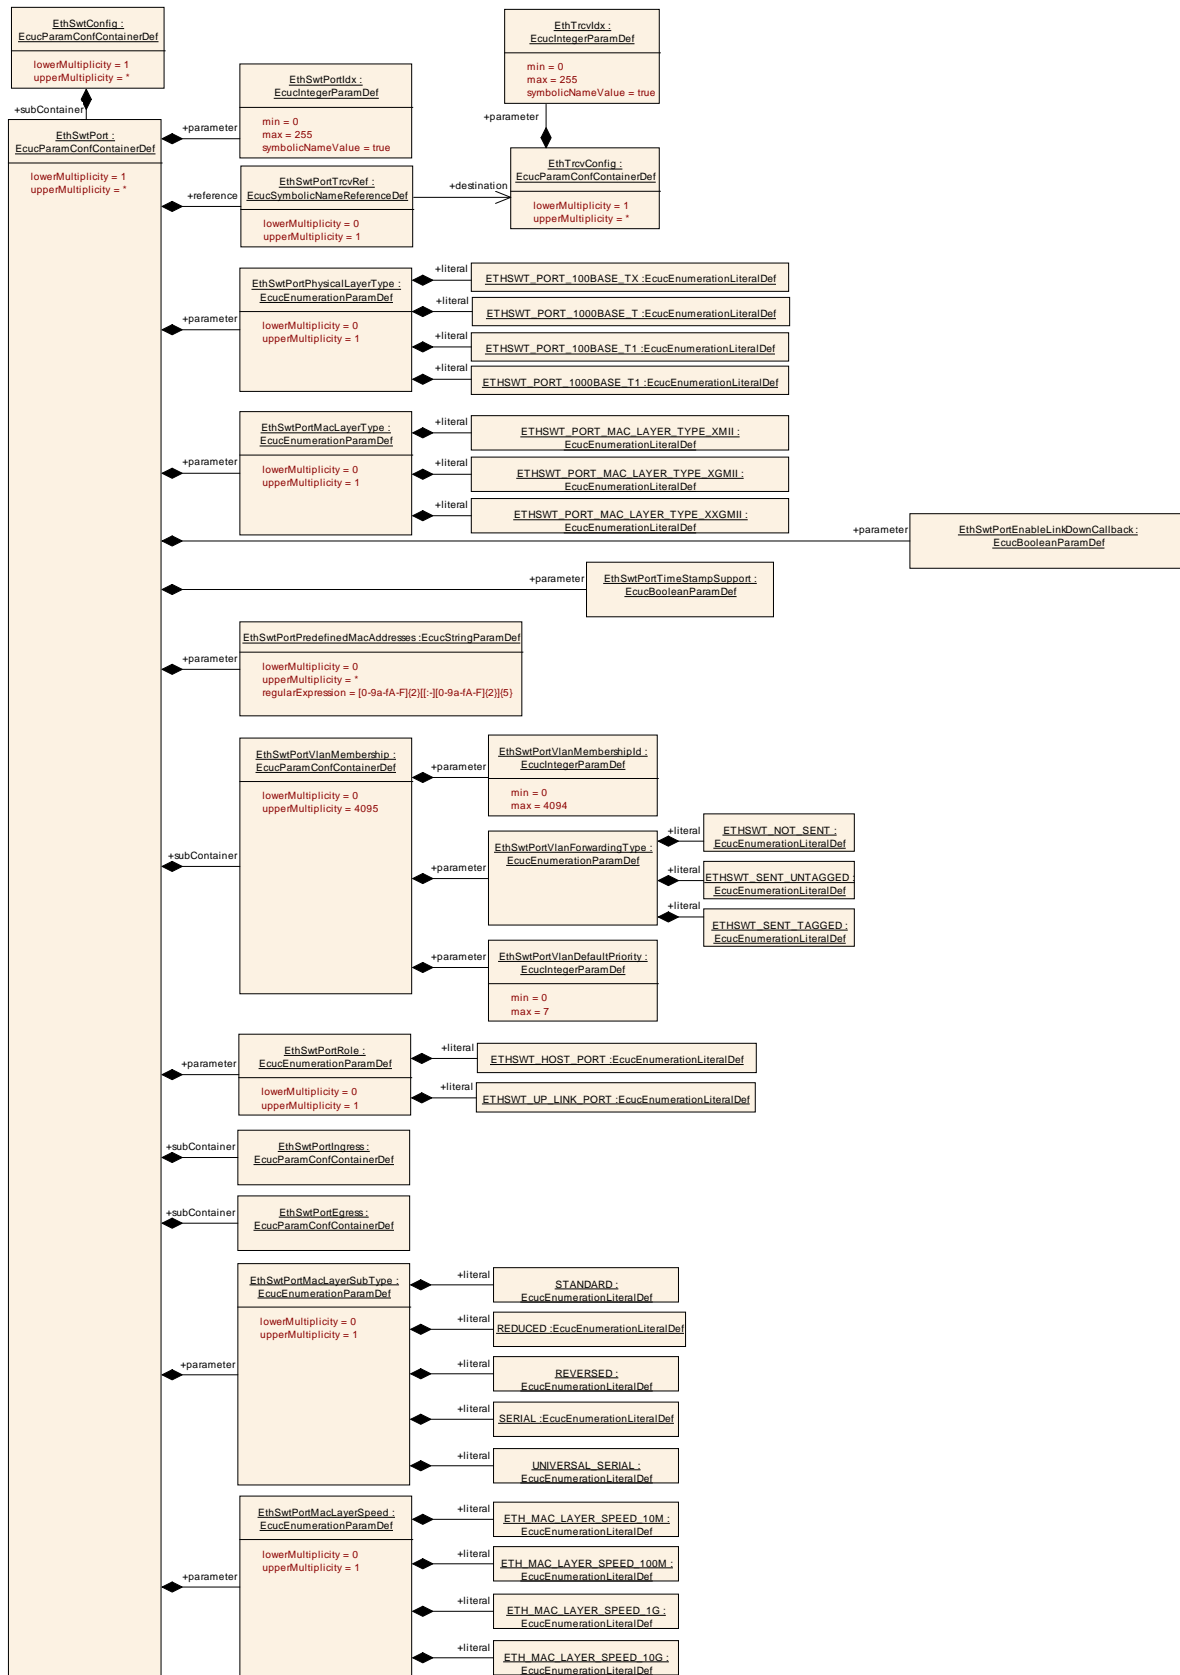 EthSwtConfig :
EcucParamConfContainerDef
lowerMultiplicity = 1
upperMultiplicity = *
+subContainer
EthSwtPort :
EcucParamConfContainerDef
lowerMultiplicity = 1
upperMultiplicity = *
+parameter
EthSwtPortIdx :
EcucIntegerParamDef
min = 0
max = 255
symbolicNameValue = true
EthTrcvIdx :
EcucIntegerParamDef
min = 0
max = 255
symbolicNameValue = true
+parameter
+reference
EthSwtPortTrcvRef :
EcucSymbolicNameReferenceDef
lowerMultiplicity = 0
upperMultiplicity = 1
+destination
EthTrcvConfig :
EcucParamConfContainerDef
lowerMultiplicity = 1
upperMultiplicity = *
+parameter
EthSwtPortPhysicalLayerType :
EcucEnumerationParamDef
lowerMultiplicity = 0
upperMultiplicity = 1
+literal
ETHSWT_PORT_100BASE_TX :EcucEnumerationLiteralDef
+literal
ETHSWT_PORT_1000BASE_T :EcucEnumerationLiteralDef
+literal
ETHSWT_PORT_100BASE_T1 :EcucEnumerationLiteralDef
+literal
ETHSWT_PORT_1000BASE_T1 :EcucEnumerationLiteralDef
+parameter
EthSwtPortMacLayerType :
EcucEnumerationParamDef
lowerMultiplicity = 0
upperMultiplicity = 1
+literal
ETHSWT_PORT_MAC_LAYER_TYPE_XMII :
EcucEnumerationLiteralDef
+literal
ETHSWT_PORT_MAC_LAYER_TYPE_XGMII :
EcucEnumerationLiteralDef
+literal
ETHSWT_PORT_MAC_LAYER_TYPE_XXGMII :
EcucEnumerationLiteralDef
+parameter
EthSwtPortEnableLinkDownCallback :
EcucBooleanParamDef
+parameter
EthSwtPortTimeStampSupport :
EcucBooleanParamDef
+parameter
EthSwtPortPredefinedMacAddresses :EcucStringParamDef
lowerMultiplicity = 0
upperMultiplicity = *
regularExpression = [0-9a-fA-F]{2}[[:-][0-9a-fA-F]{2}]{5}
+subContainer
EthSwtPortVlanMembership :
EcucParamConfContainerDef
lowerMultiplicity = 0
upperMultiplicity = 4095
+parameter
EthSwtPortVlanMembershipId :
EcucIntegerParamDef
min = 0
max = 4094
+parameter
EthSwtPortVlanForwardingType :
EcucEnumerationParamDef
+literal
ETHSWT_NOT_SENT :
EcucEnumerationLiteralDef
+literal
ETHSWT_SENT_UNTAGGED :
EcucEnumerationLiteralDef
+literal
ETHSWT_SENT_TAGGED :
EcucEnumerationLiteralDef
+parameter
EthSwtPortVlanDefaultPriority :
EcucIntegerParamDef
min = 0
max = 7
+parameter
EthSwtPortRole :
EcucEnumerationParamDef
lowerMultiplicity = 0
upperMultiplicity = 1
+literal
ETHSWT_HOST_PORT :EcucEnumerationLiteralDef
+literal
ETHSWT_UP_LINK_PORT :EcucEnumerationLiteralDef
+subContainer
EthSwtPortIngress :
EcucParamConfContainerDef
+subContainer
EthSwtPortEgress :
EcucParamConfContainerDef
+parameter
EthSwtPortMacLayerSubType :
EcucEnumerationParamDef
lowerMultiplicity = 0
upperMultiplicity = 1
+literal
STANDARD :
EcucEnumerationLiteralDef
+literal
REDUCED :EcucEnumerationLiteralDef
+literal
REVERSED :
EcucEnumerationLiteralDef
+literal
SERIAL :EcucEnumerationLiteralDef
+literal
UNIVERSAL_SERIAL :
EcucEnumerationLiteralDef
+parameter
EthSwtPortMacLayerSpeed :
EcucEnumerationParamDef
lowerMultiplicity = 0
upperMultiplicity = 1
+literal
ETH_MAC_LAYER_SPEED_10M :
EcucEnumerationLiteralDef
+literal
ETH_MAC_LAYER_SPEED_100M :
EcucEnumerationLiteralDef
+literal
ETH_MAC_LAYER_SPEED_1G :
EcucEnumerationLiteralDef
+literal
ETH_MAC_LAYER_SPEED_10G :
EcucEnumerationLiteralDef